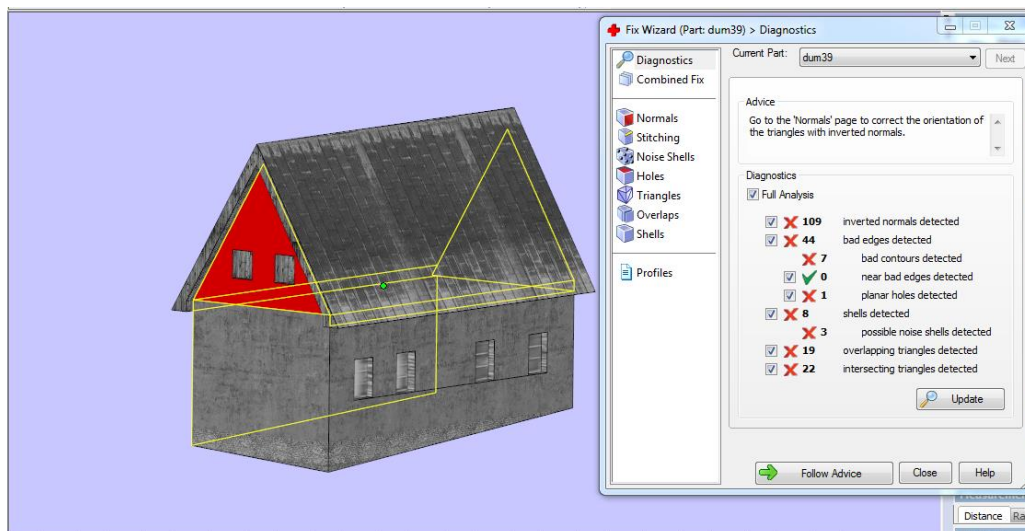 Fix Wizard (Part: dum39) > Diagnostics
Diagnostics
Combined Fix
Normals
Stitching
Noise Shells
Holes
Triangles
Overlaps
Shells
Profiles
Current Part:
dum39
Next
Advice
Go to the 'Normals' page to correct the orientation of
the triangles with inverted normals.
Diagnostics
Full Analysis
109 inverted normals detected
44 bad edges detected
7 bad contours detected
0 near bad edges detected
1 planar holes detected
8 shells detected
3 possible noise shells detected
19 overlapping triangles detected
22 intersecting triangles detected
Update
Follow Advice
Close
Help
Distance